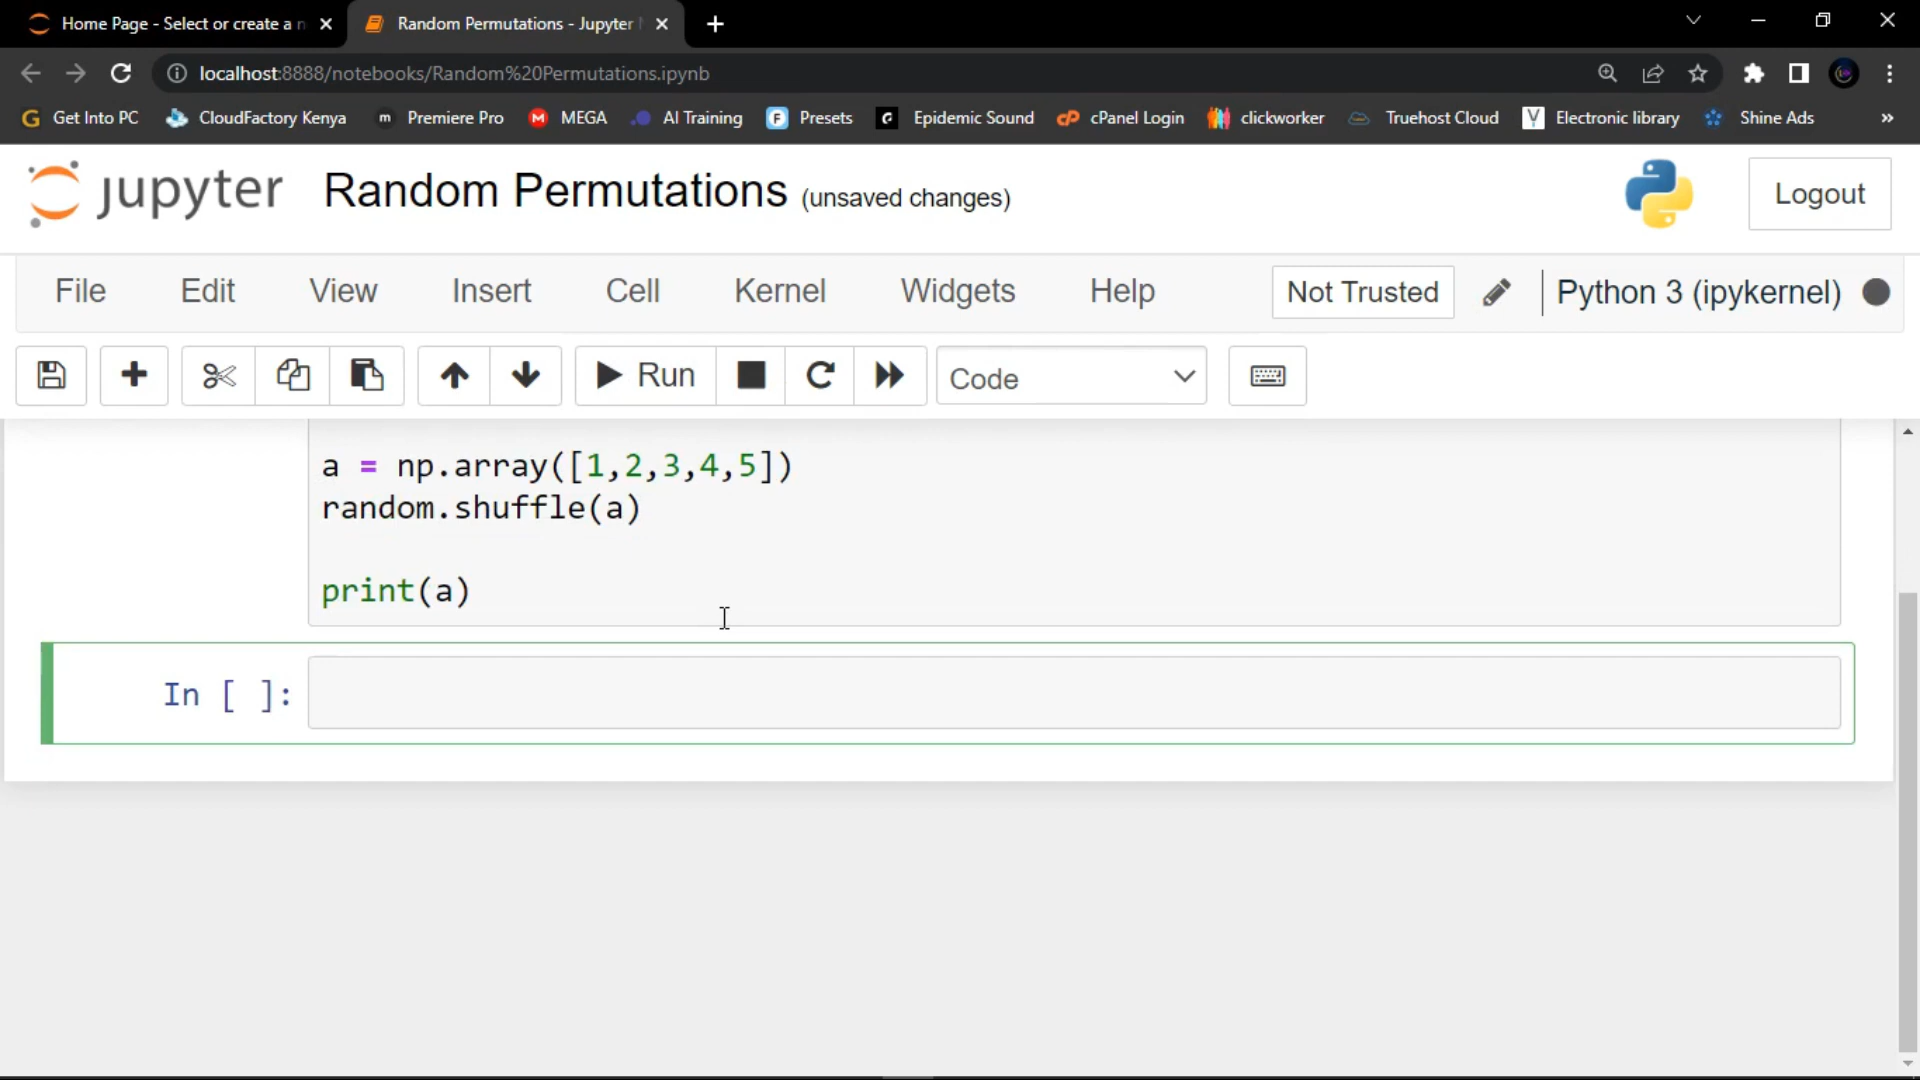 Home Page - Select or create a n
Random Permutations - Jupyter
localhost:8888/notebooks/Random%20Permutations.ipynb
Get Into PC
CloudFactory Kenya
Premiere Pro
MEGA
AI Training
Presets
Epidemic Sound
cPanel Login
clickworker
Truehost Cloud
Electronic library
Shine Ads
»
jupyter Random Permutations (unsaved changes)
Logout
File Edit View Insert Cell Kernel Widgets Help
Not Trusted
Python 3 (ipykernel)
Run
Code
a = np.array([1,2,3,4,5])
random.shuffle(a)
print(a)
In [ ]: